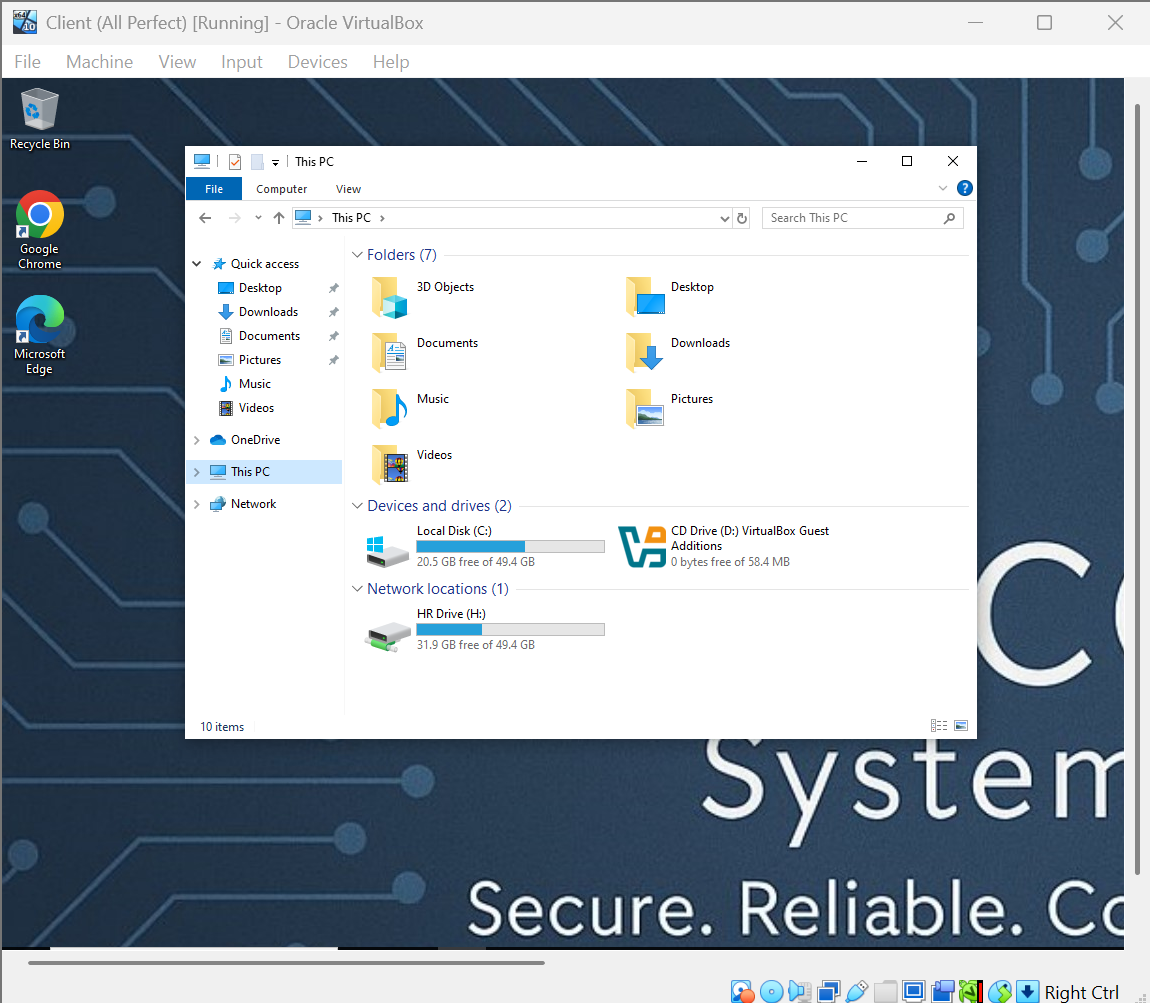 Client (All Perfect) [Running] - Oracle VirtualBox
File Machine View Input Devices Help
Recycle Bin
Google
Chrome
Microsoft
Edge
This PC
File Computer View
This PC
Search This PC
Quick access
Desktop
Downloads
Documents
Pictures
Music
Videos
OneDrive
This PC
Network
Folders (7)
3D Objects
Desktop
Documents
Downloads
Music
Pictures
Videos
Devices and drives (2)
Local Disk (C:)
20.5 GB free of 49.4 GB
CD Drive (D:) VirtualBox Guest
Additions
0 bytes free of 58.4 MB
Network locations (1)
HR Drive (H:)
31.9 GB free of 49.4 GB
10 items
System
Secure. Reliable. Co
Right Ctrl